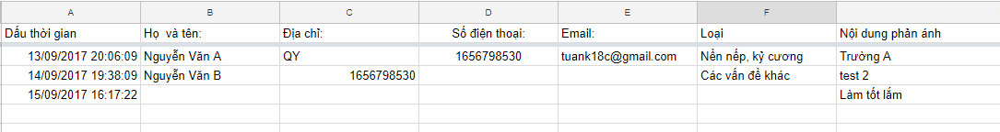 A B C D E F
Dấu thời gian Họ và tên: Địa chỉ: Số điện thoại: Email: Loại Nội dung phản ánh
13/09/2017 20:06:09 Nguyễn Văn A QY 1656798530 tuank18c@gmail.com Nền nếp, kỷ cương Trường A
14/09/2017 19:38:09 Nguyễn Văn B 1656798530 Các vấn đề khác test 2
15/09/2017 16:17:22 Làm tốt lắm